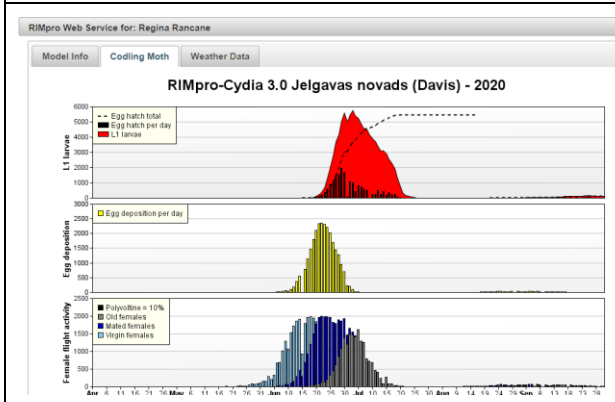 RIMpro Web Service for: Regina Rancane
Model Info
Codling Moth
Weather Data
RIMpro-Cydia 3.0 Jelgavas novads (Davis) - 2020
L1 larvae
6000
5000
4000
3000
2000
1000
0
Egg hatch total
Egg hatch per day
L1 larvae
Egg deposition
3000
2500
2000
1500
1000
500
0
Egg deposition per day
Female flight activity
2500
2000
1500
1000
500
0
Polyvoltine = 10%
Old females
Mated females
Virgin females
Apr 6 11 16 21 26 May 6 11 16 21 26 31 Jun 10 15 20 25 30 Jul 10 15 20 25 30 Aug 9 14 19 24 29 Sep 8 13 18 23 28